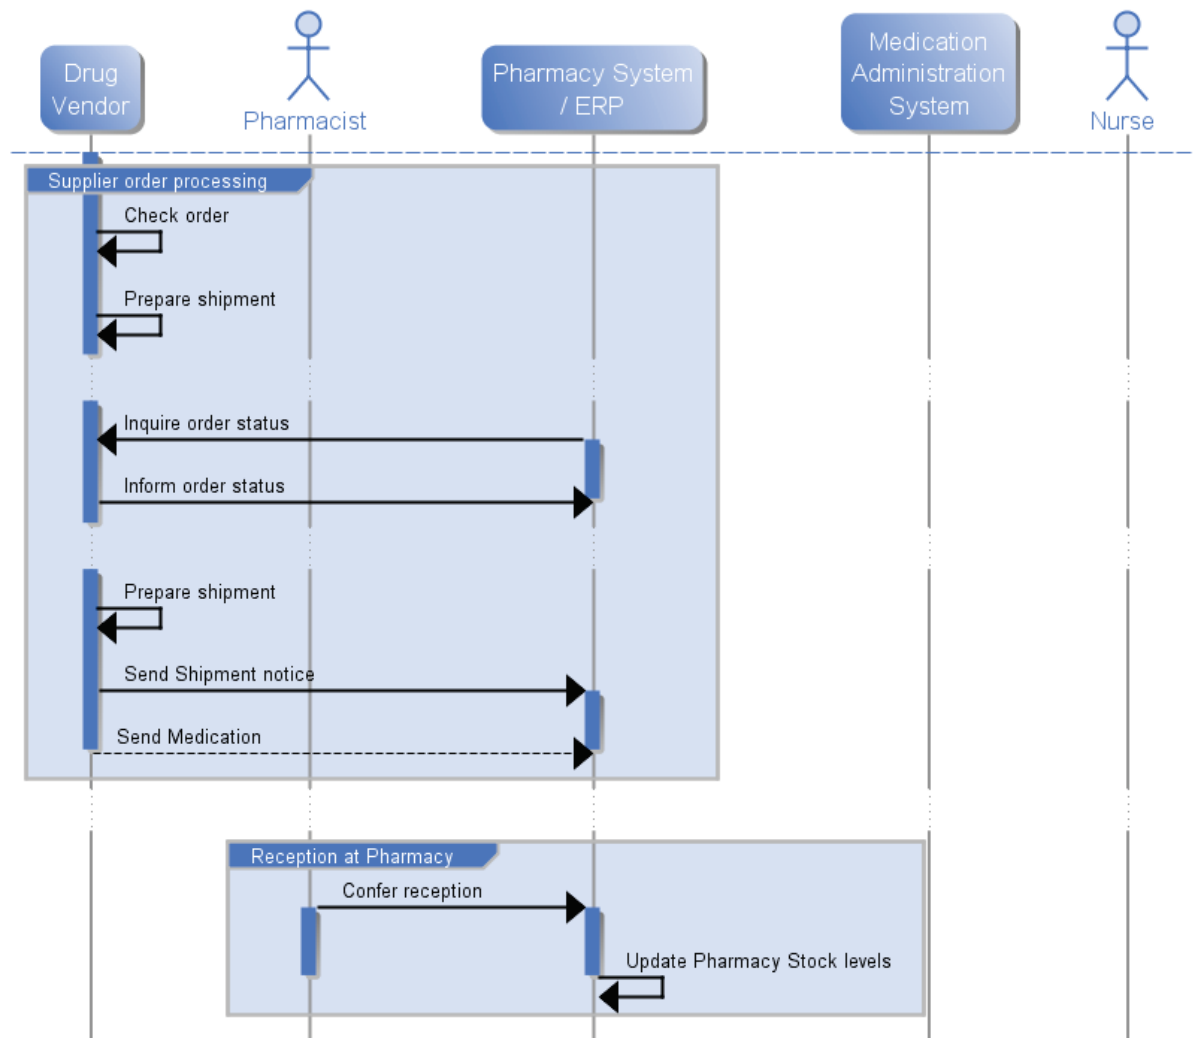 Drug
Vendor
Pharmacist
Pharmacy System
/ ERP
Medication
Administration
System
Nurse
Supplier order processing
Check order
Prepare shipment
Inquire order status
Inform order status
Prepare shipment
Send Shipment notice
Send Medication
Reception at Pharmacy
Confer reception
Update Pharmacy Stock levels